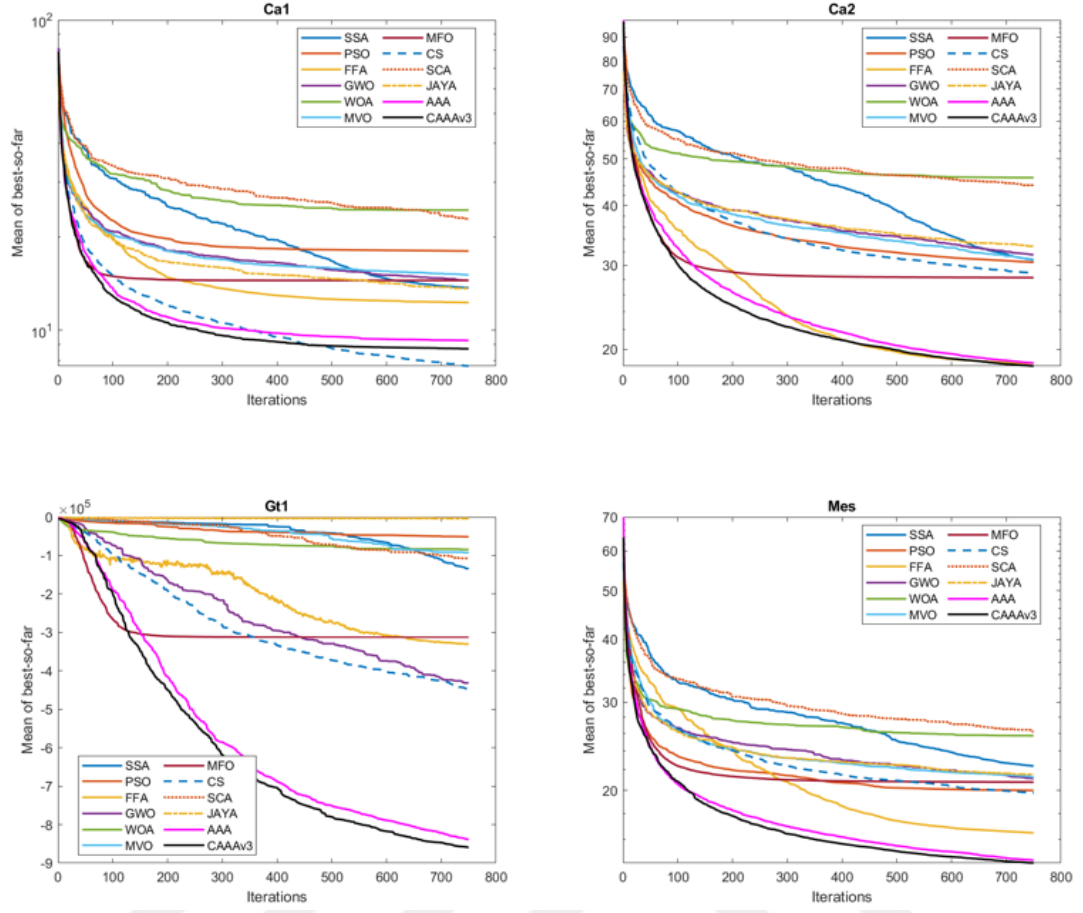 Ca1
10²
10¹
Mean of best-so-far
0 100 200 300 400 500 600 700 800
Iterations
SSA MFO
PSO CS
FFA SCA
GWO JAYA
WOA AAA
MVO CAAAv3
Ca2
90
80
70
60
50
40
30
20
Mean of best-so-far
0 100 200 300 400 500 600 700 800
Iterations
SSA MFO
PSO CS
FFA SCA
GWO JAYA
WOA AAA
MVO CAAAv3
Gt1
× 10⁵
0
-1
-2
-3
-4
-5
-6
-7
-8
-9
Mean of best-so-far
0 100 200 300 400 500 600 700 800
Iterations
SSA MFO
PSO CS
FFA SCA
GWO JAYA
WOA AAA
MVO CAAAv3
Mes
70
60
50
40
30
20
Mean of best-so-far
0 100 200 300 400 500 600 700 800
Iterations
SSA MFO
PSO CS
FFA SCA
GWO JAYA
WOA AAA
MVO CAAAv3